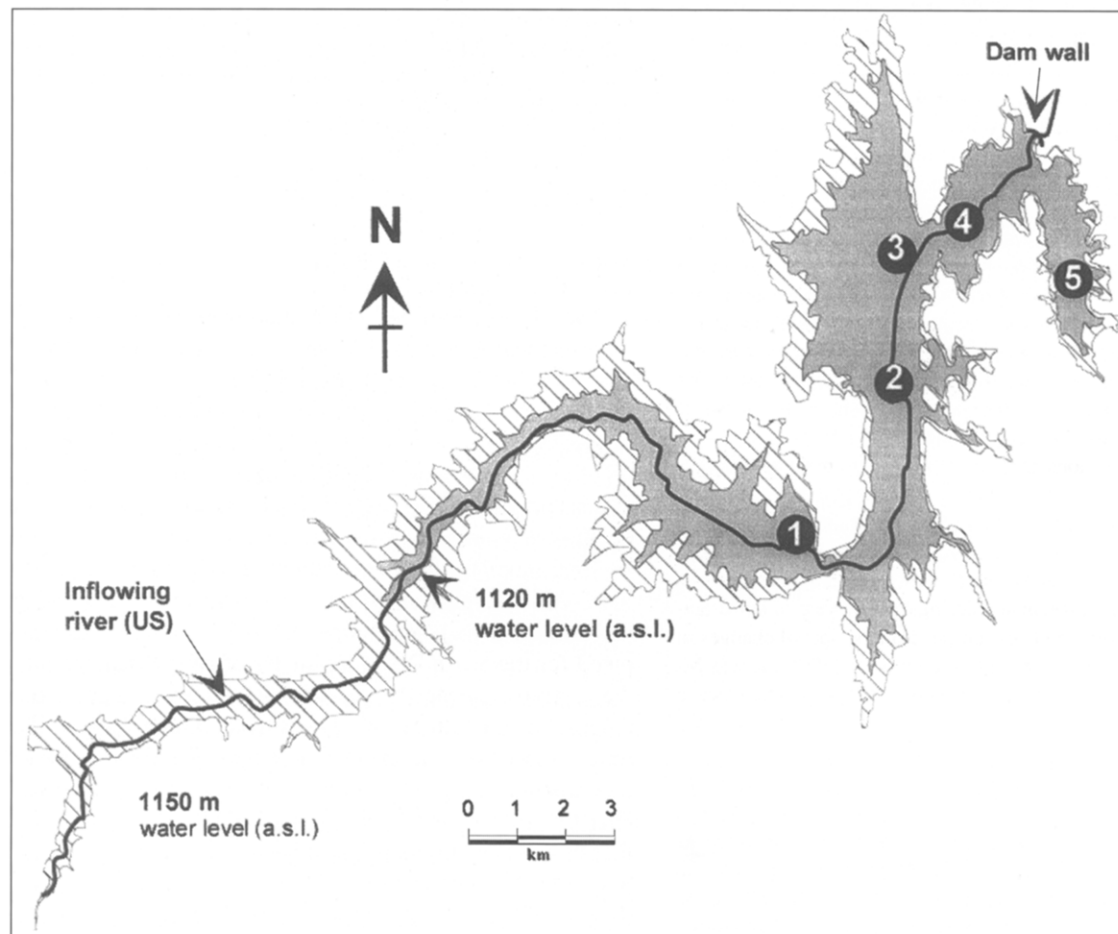 Dam wall
N
4
3
5
2
1
Inflowing
river (US)
1120 m
water level (a.s.l.)
1150 m
water level (a.s.l.)
0 1 2 3
km